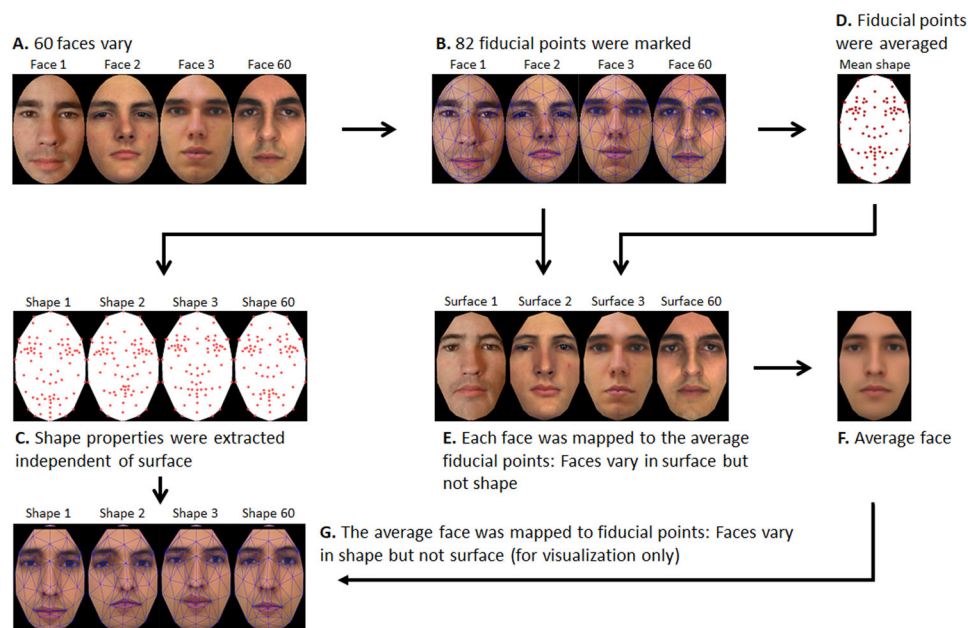 A. 60 faces vary
Face 1 Face 2 Face 3 Face 60
B. 82 fiducial points were marked
Face 1 Face 2 Face 3 Face 60
D. Fiducial points
were averaged
Mean shape
Shape 1 Shape 2 Shape 3 Shape 60
C. Shape properties were extracted
independent of surface
Surface 1 Surface 2 Surface 3 Surface 60
E. Each face was mapped to the average
fiducial points: Faces vary in surface but
not shape
F. Average face
Shape 1 Shape 2 Shape 3 Shape 60
G. The average face was mapped to fiducial points: Faces vary
in shape but not surface (for visualization only)